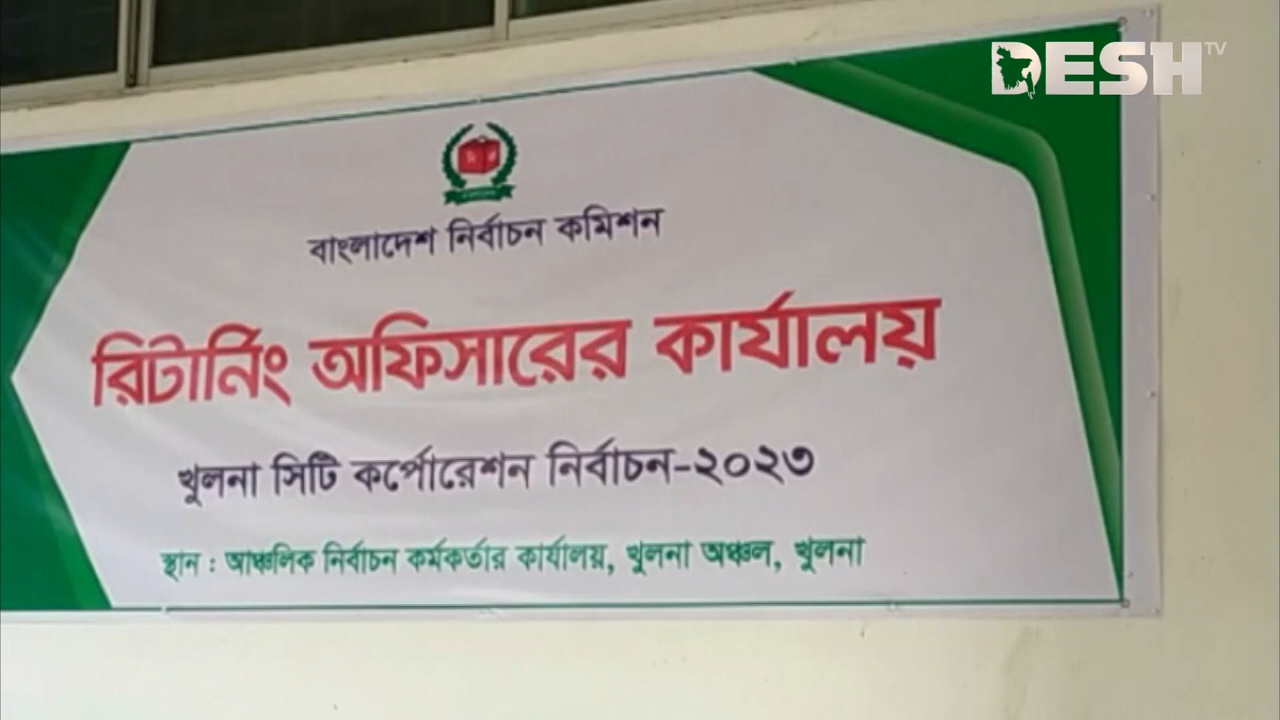 DESH TV
বাংলাদেশ নির্বাচন কমিশন
রিটার্নিং অফিসারের কার্যালয়
খুলনা সিটি কর্পোরেশন নির্বাচন-২০২৩
স্থান : আঞ্চলিক নির্বাচন কর্মকর্তার কার্যালয়, খুলনা অঞ্চল, খুলনা